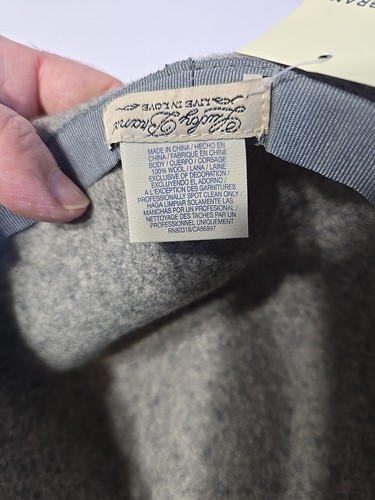 Lucky Brand
LIVE IN LOVE
MADE IN CHINA / HECHO EN
CHINA / FABRIQUE EN CHINE
BODY / CUERPO / CORSAGE
100% WOOL / LANA / LAINE
EXCLUSIVE OF DECORATION /
EXCLUYENDO EL ADORNO /
A L'EXCEPTION DES GARNITURES
PROFESSIONALLY SPOT CLEAN ONLY /
HAGA LIMPIAR SOLAMENTE LAS
MANCHAS POR UN PROFESIONAL /
NETTOYAGE DES TACHES PAR UN
PROFESSIONNEL UNIQUEMENT
RN80318/CA56897